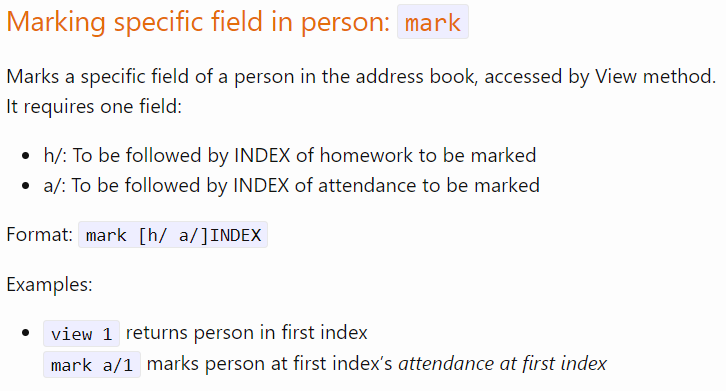 Marking specific field in person: mark
Marks a specific field of a person in the address book, accessed by View method.
It requires one field:
• h/: To be followed by INDEX of homework to be marked
• a/: To be followed by INDEX of attendance to be marked
Format: mark [h/ a/]INDEX
Examples:
• view 1 returns person in first index
mark a/1 marks person at first index's attendance at first index